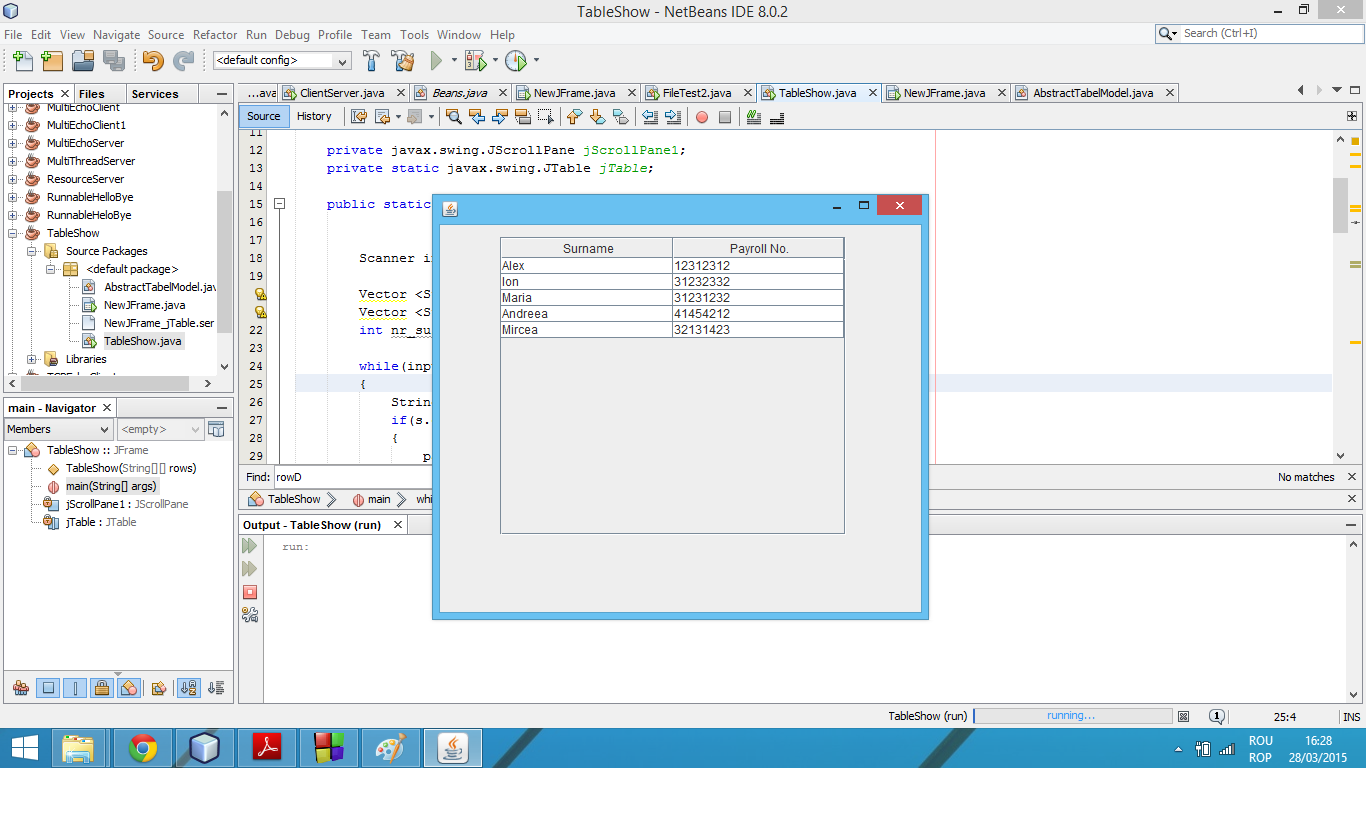 TableShow - NetBeans IDE 8.0.2
File Edit View Navigate Source Refactor Run Debug Profile Team Tools Window Help
Search (Ctrl+I)
<default config>
Projects Files Services
MultiEchoClient
MultiEchoClient1
MultiEchoServer
MultiThreadServer
ResourceServer
RunnableHelloBye
RunnableHeloBye
TableShow
Source Packages
<default package>
AbstractTabelModel.jav
NewJFrame.java
NewJFrame_jTable.ser
TableShow.java
Libraries
main - Navigator
Members <empty>
TableShow :: JFrame
TableShow(String[][] rows)
main(String[] args)
jScrollPane1 : JScrollPane
jTable : JTable
...ava ClientServer.java Beans.java NewJFrame.java FileTest2.java TableShow.java NewJFrame.java AbstractTabelModel.java
Source History
11
12 private javax.swing.JScrollPane jScrollPane1;
13 private static javax.swing.JTable jTable;
14
15 public static
16
17
18 Scanner i
19
Vector <S
Vector <S
22 int nr_su
23
24 while(inp
25 {
26 Strin
27 if(s.
28 {
29 p
Surname Payroll No.
Alex 12312312
Ion 31232332
Maria 31231232
Andreea 41454212
Mircea 32131423
Find: rowD No matches
TableShow main whi
Output - TableShow (run)
run:
TableShow (run) running... 1 25:4 INS
ROU 16:28
ROP 28/03/2015